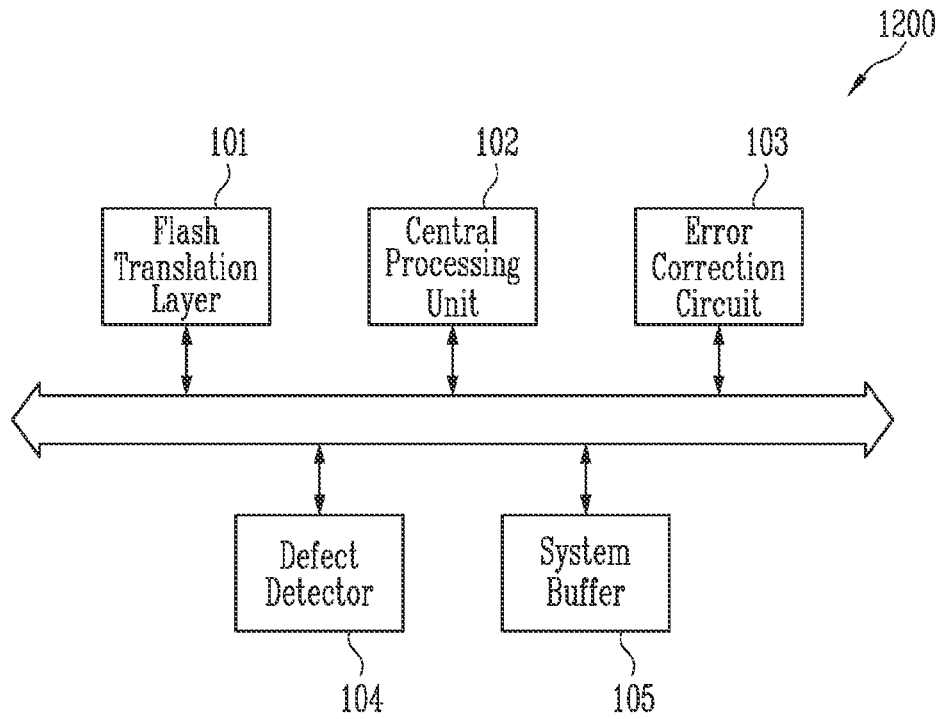 1200
101
102
103
Flash
Translation
Layer
Central
Processing
Unit
Error
Correction
Circuit
Defect
Detector
System
Buffer
104
105